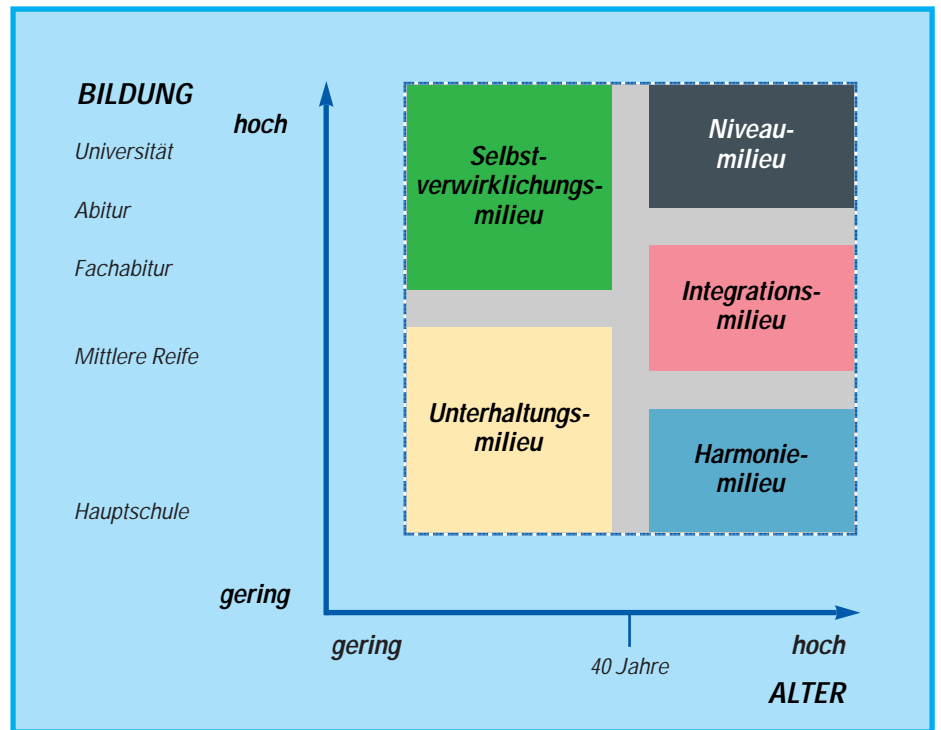 BILDUNG
hoch
Universität
Abitur
Fachabitur
Mittlere Reife
Hauptschule
gering
Selbst-
verwirklichungs-
milieu
Niveau-
milieu
Integrations-
milieu
Unterhaltungs-
milieu
Harmonie-
milieu
gering
40 Jahre
hoch
ALTER